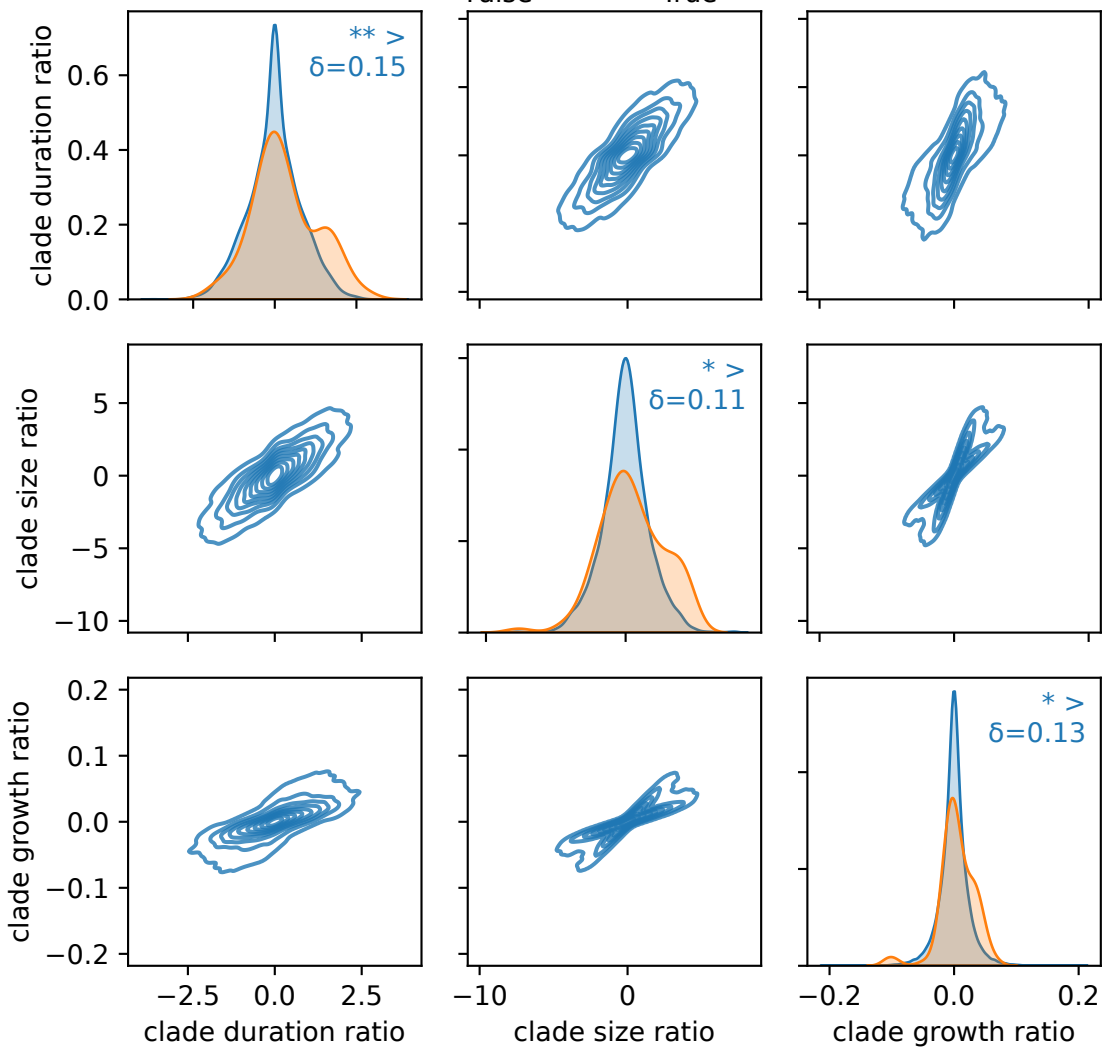 True
clade duration ratio
0.6
0.4
0.2
0.0
** >
δ=0.15
clade size ratio
5
0
−5
−10
* >
δ=0.11
clade growth ratio
0.2
0.1
0.0
−0.1
−0.2
* >
δ=0.13
−2.5 0.0 2.5
−10 0
−0.2 0.0 0.2
clade duration ratio
clade size ratio
clade growth ratio